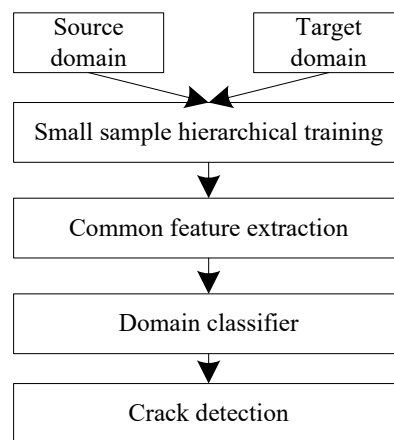 Source
domain
Target
domain
Small sample hierarchical training
Common feature extraction
Domain classifier
Crack detection